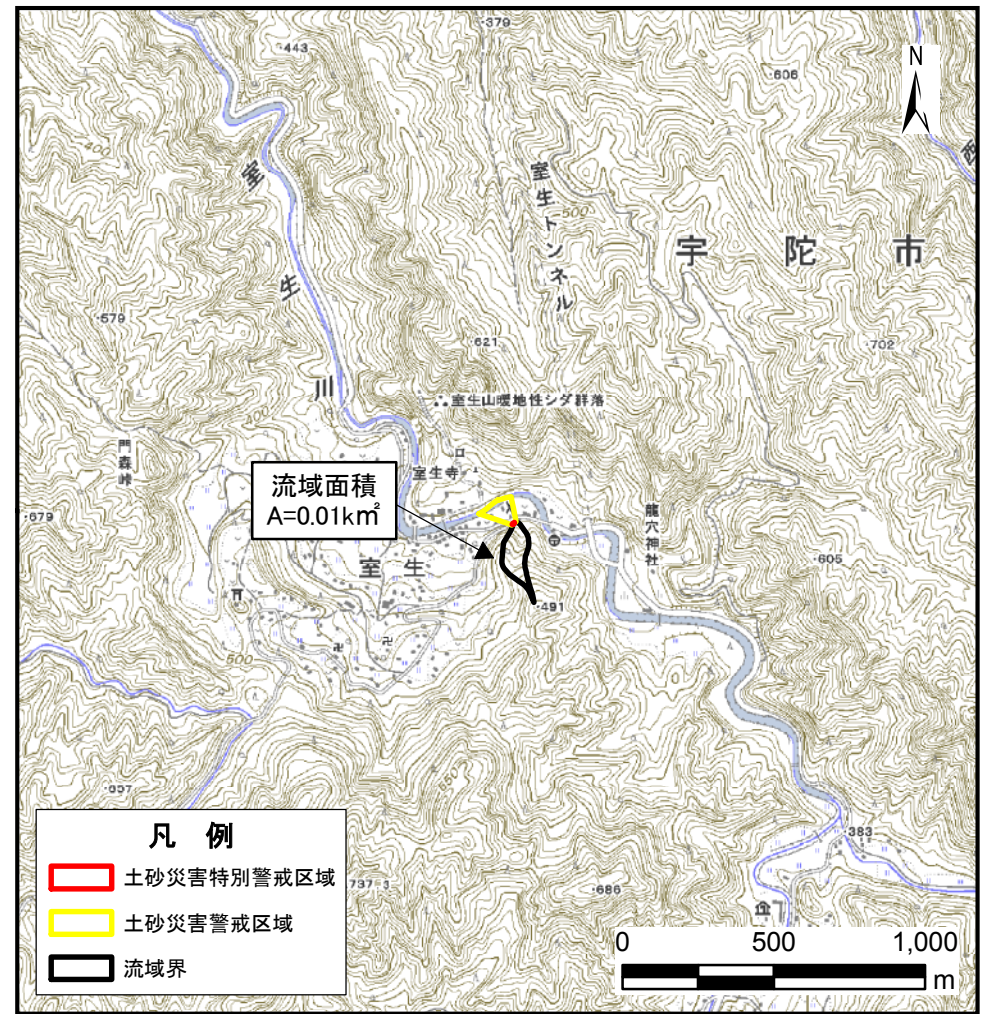 ·379
·443
·606
N
西
·400
室
生
川
室生トンネル
500
宇陀市
·579
·621
·702
室生山暖地性シダ群落
400
門森峠
室生寺
流域面積
A=0.01k㎡
·679
龍穴神社
室生
·605
·491
500
500
·383
凡 例
土砂災害特別警戒区域
土砂災害警戒区域
流域界
·686
0 500 1,000
m